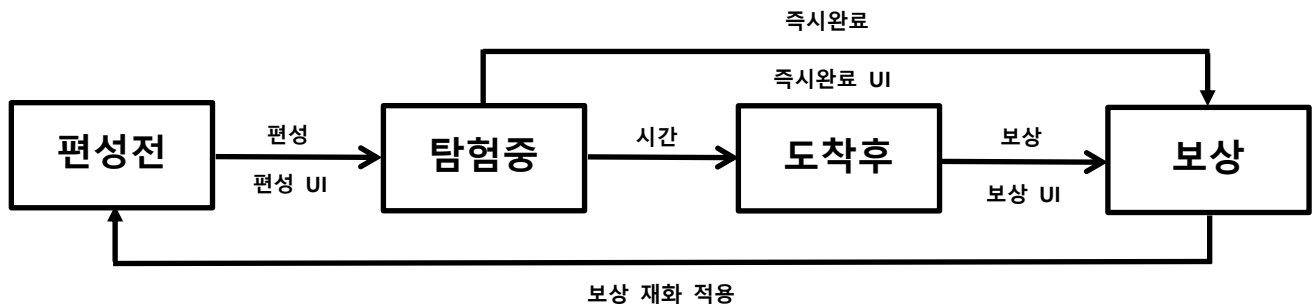 즉시완료
즉시완료 UI
편성전
편성
편성 UI
탐험중
시간
도착후
보상
보상 UI
보상
보상 재화 적용